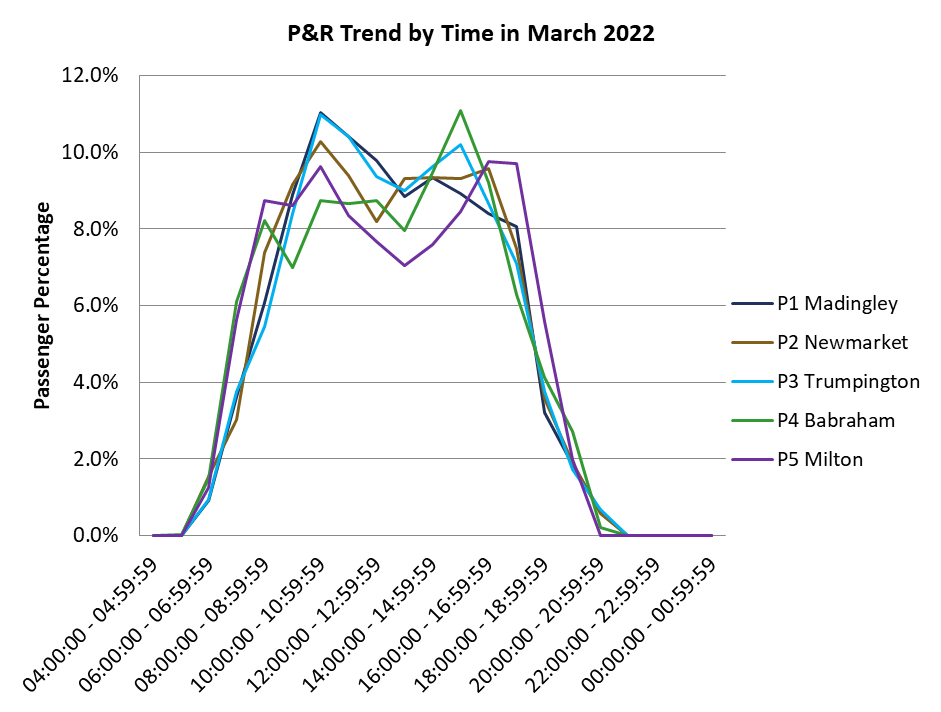 P&R Trend by Time in March 2022
Passenger Percentage
12.0%
10.0%
8.0%
6.0%
4.0%
2.0%
0.0%
04:00:00 - 04:59:59
06:00:00 - 06:59:59
08:00:00 - 08:59:59
10:00:00 - 10:59:59
12:00:00 - 12:59:59
14:00:00 - 14:59:59
16:00:00 - 16:59:59
18:00:00 - 18:59:59
20:00:00 - 20:59:59
22:00:00 - 22:59:59
00:00:00 - 00:59:59
P1 Madingley
P2 Newmarket
P3 Trumpington
P4 Babraham
P5 Milton